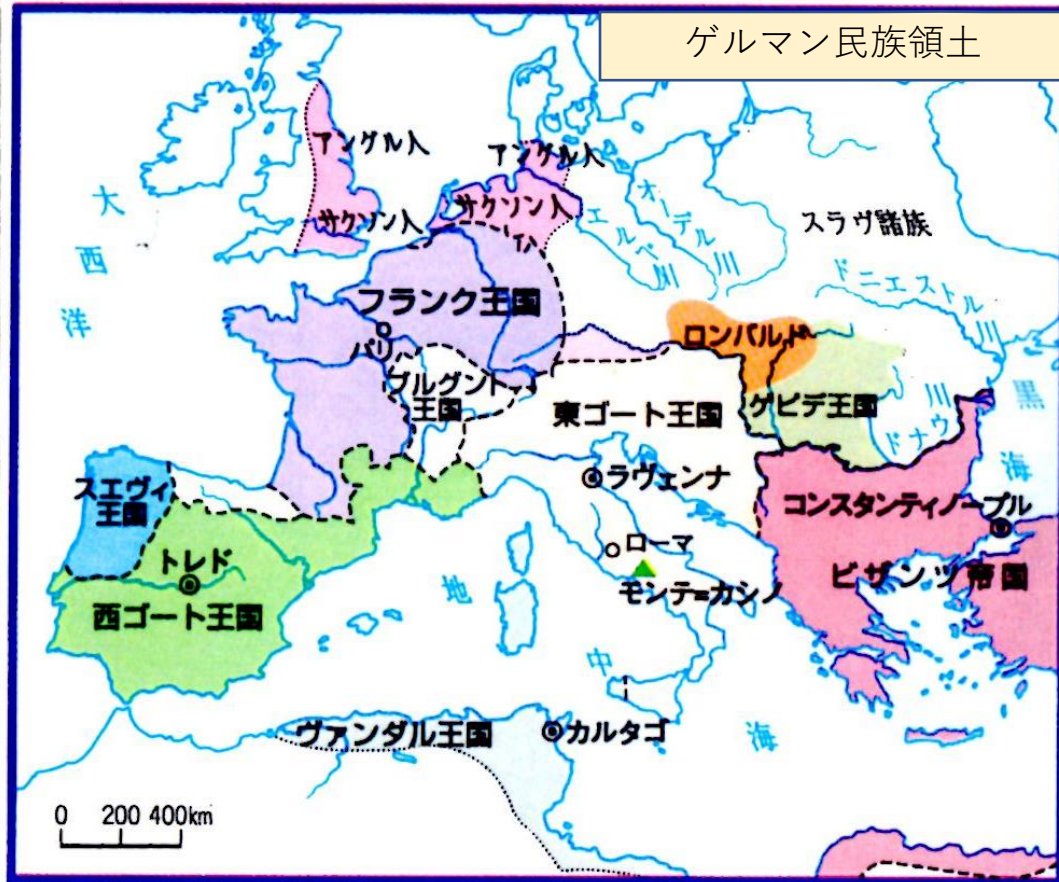 ゲルマン民族領土
アングル人
アングル人
サクソン人
サクソン人
大西洋
エルベ川
オーデル川
スラヴ諸族
ドニエストル川
フランク王国
パリ
ロンバルド
ブルグント
王国
東ゴート王国
ゲピデ王国
ドナウ川
黒海
ラヴェンナ
スエヴィ
王国
コンスタンティノープル
トレド
ローマ
ビザンツ帝国
モンテ=カシノ
西ゴート王国
地中海
ヴァンダル王国
カルタゴ
0 200 400km